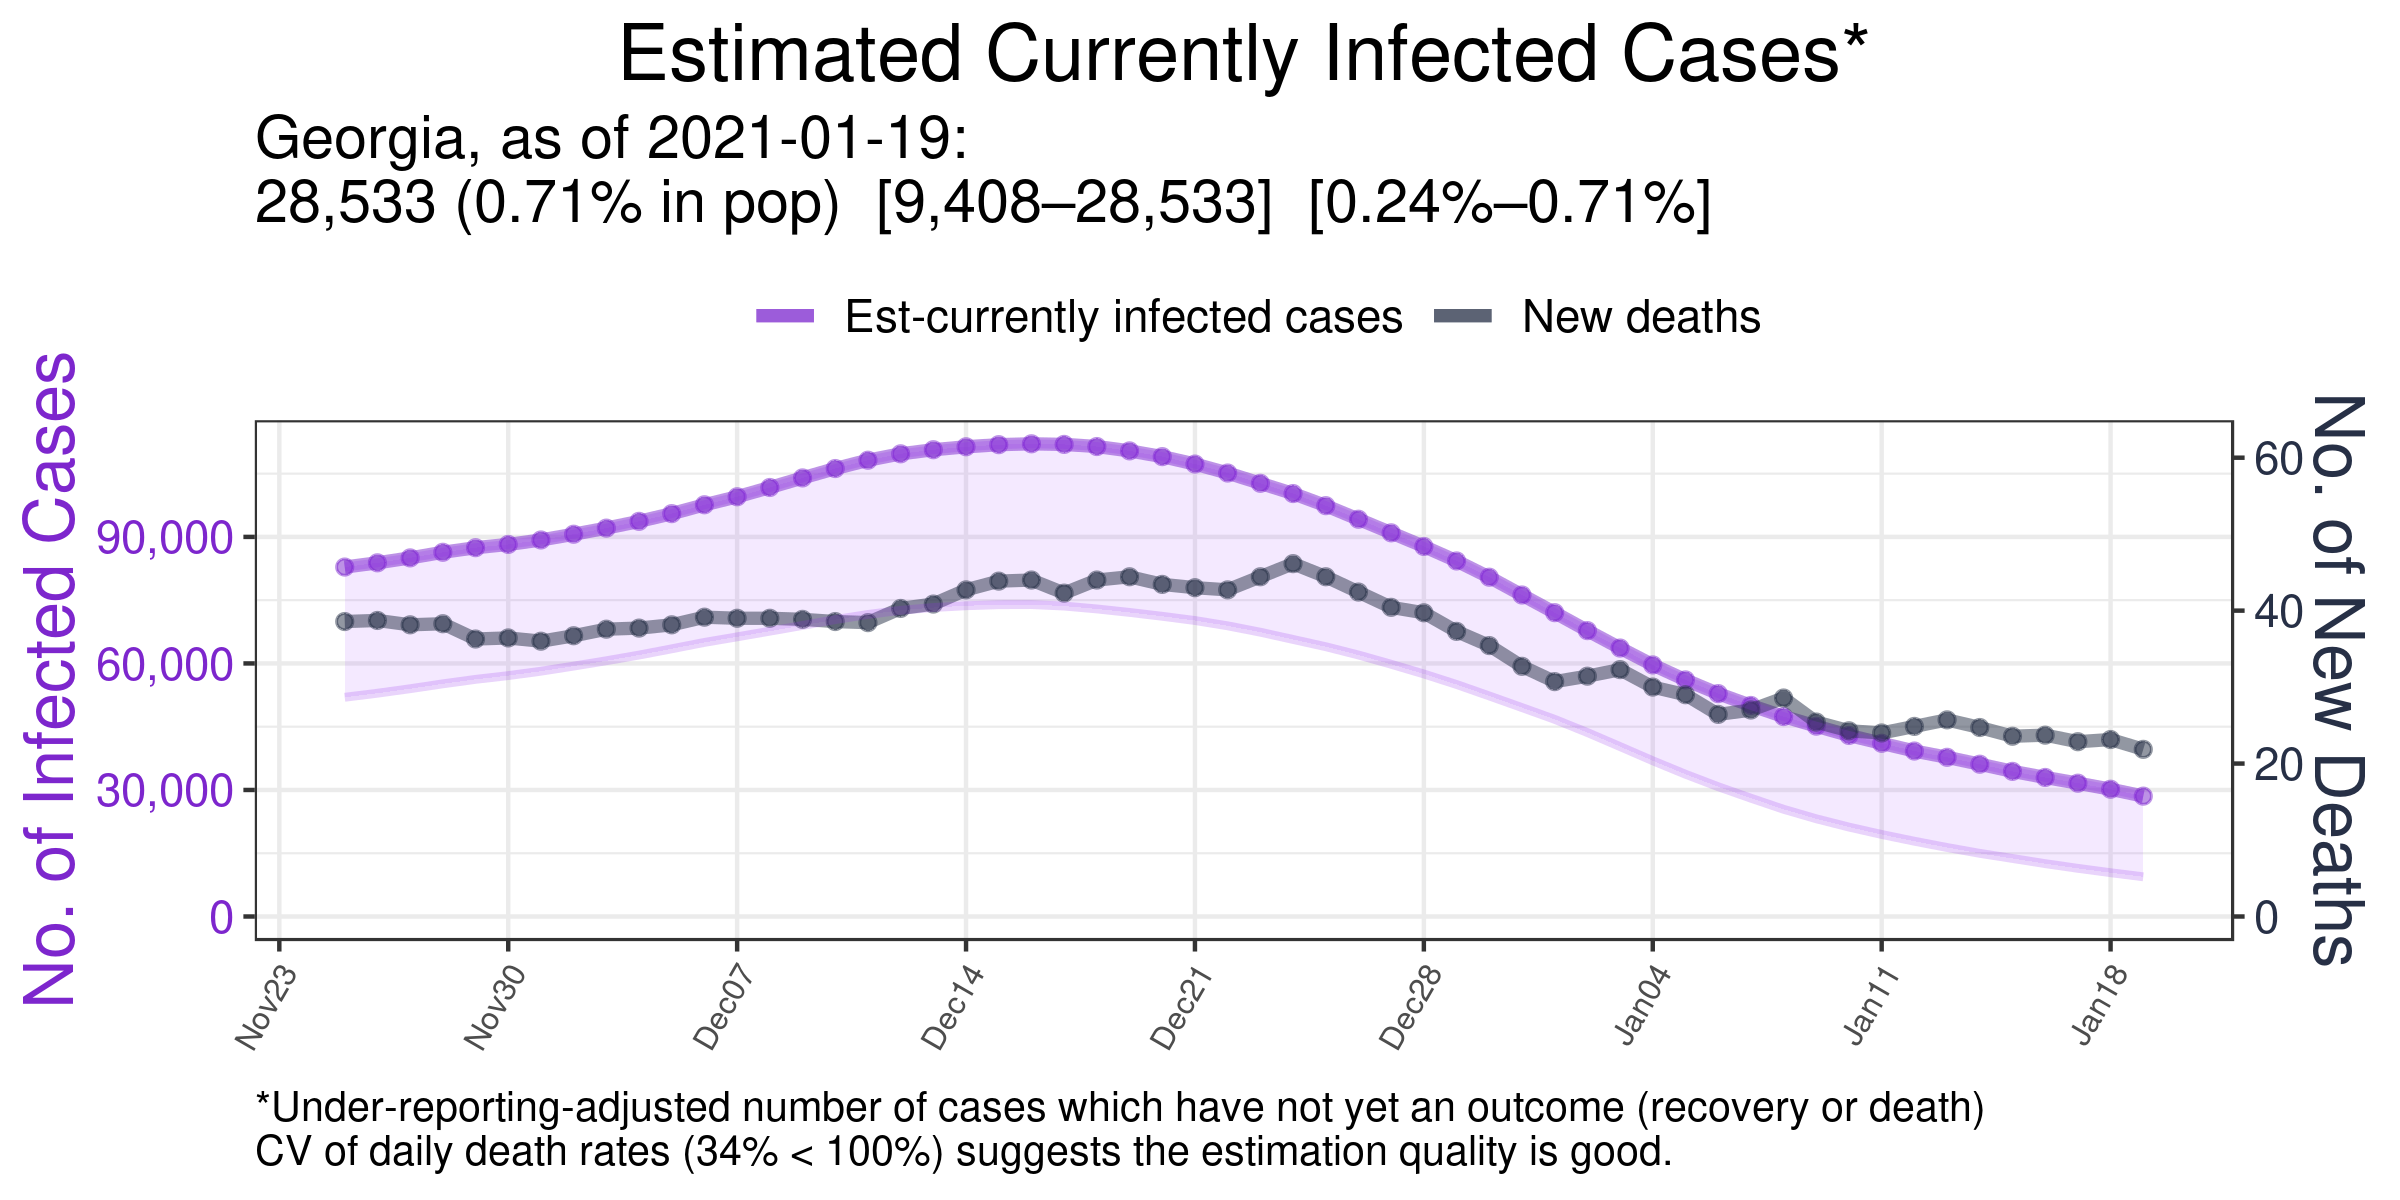 Estimated Currently Infected Cases*
Georgia, as of 2021-01-19:
28,533 (0.71% in pop)  [9,408–28,533]  [0.24%–0.71%]
Est-currently infected cases
New deaths
No. of Infected Cases
90,000
60,000
30,000
0
60
40
20
0
No. of New Deaths
Nov23
Nov30
Dec07
Dec14
Dec21
Dec28
Jan04
Jan11
Jan18
*Under-reporting-adjusted number of cases which have not yet an outcome (recovery or death)
CV of daily death rates (34% < 100%) suggests the estimation quality is good.